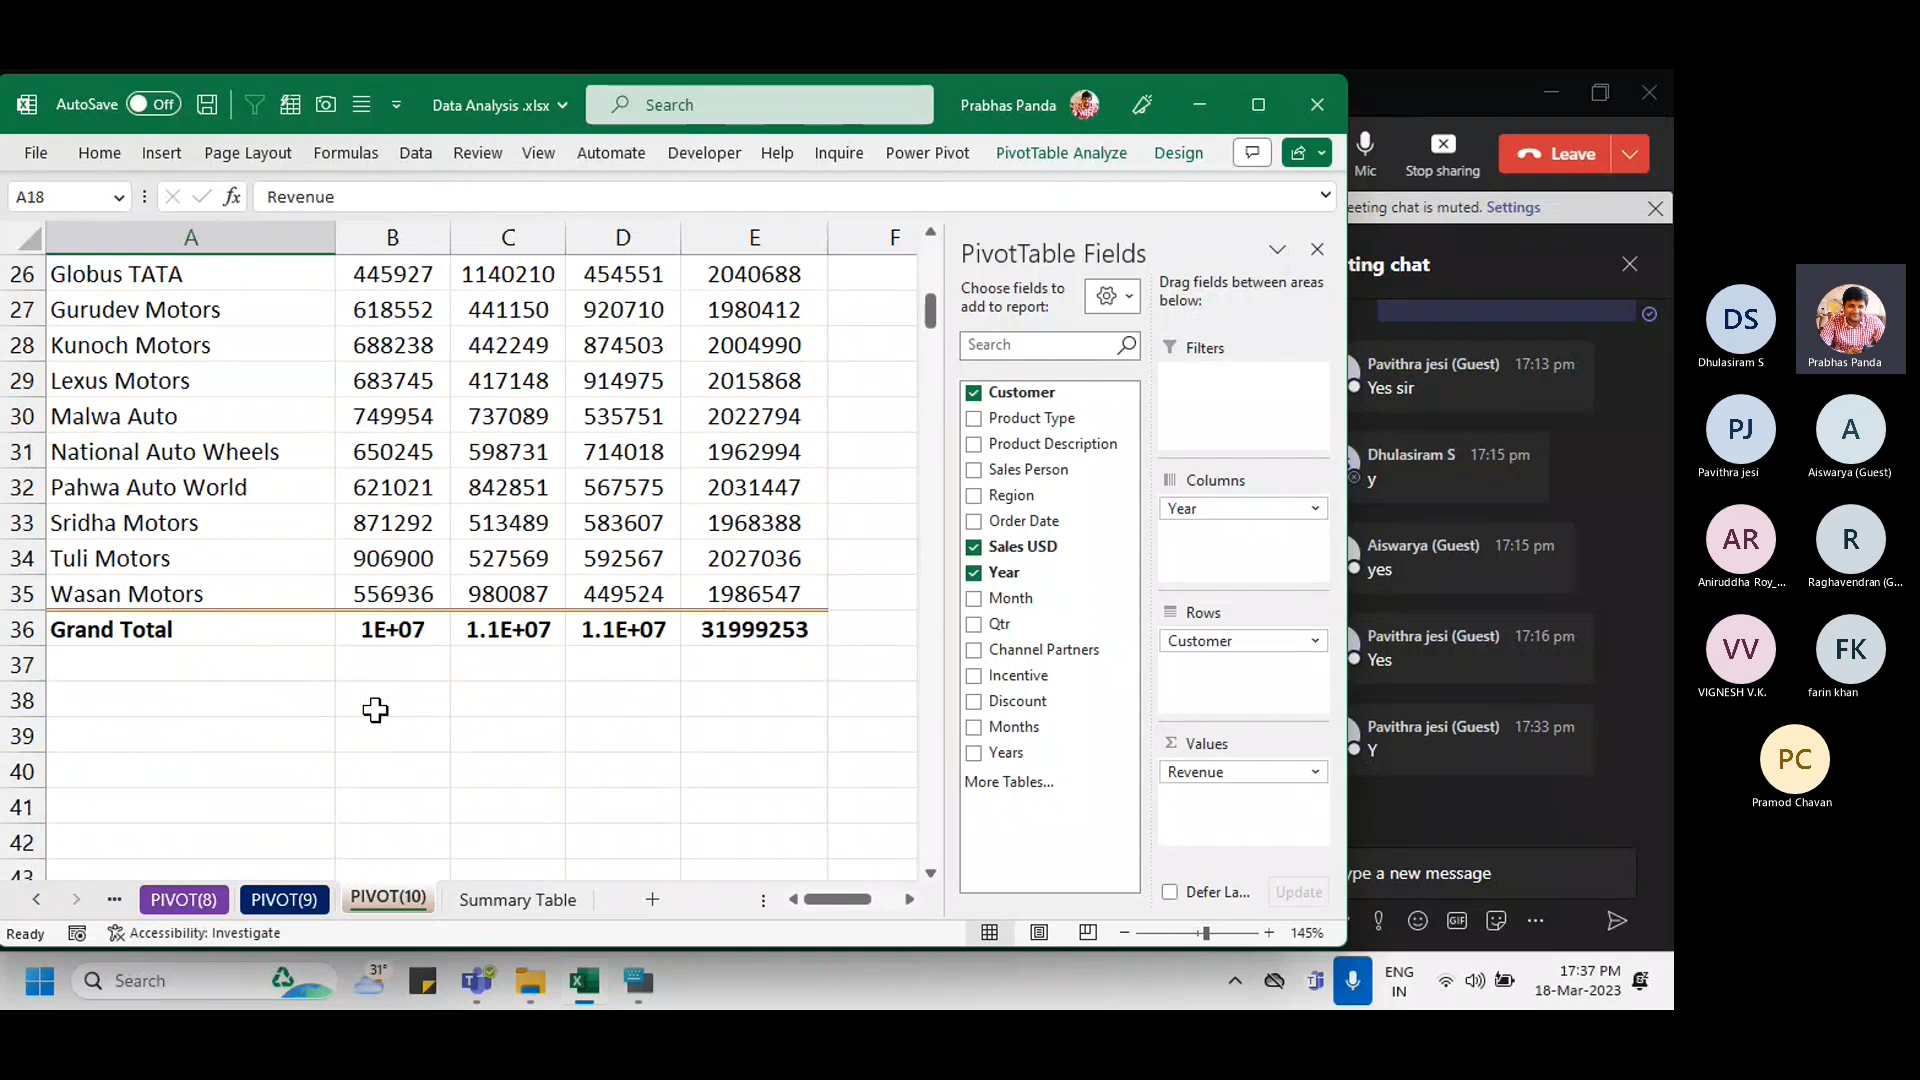 AutoSave Off Data Analysis .xlsx Search Prabhas Panda
File Home Insert Page Layout Formulas Data Review View Automate Developer Help Inquire Power Pivot PivotTable Analyze Design
A18 fx Revenue
A B C D E F
26 Globus TATA 445927 1140210 454551 2040688
27 Gurudev Motors 618552 441150 920710 1980412
28 Kunoch Motors 688238 442249 874503 2004990
29 Lexus Motors 683745 417148 914975 2015868
30 Malwa Auto 749954 737089 535751 2022794
31 National Auto Wheels 650245 598731 714018 1962994
32 Pahwa Auto World 621021 842851 567575 2031447
33 Sridha Motors 871292 513489 583607 1968388
34 Tuli Motors 906900 527569 592567 2027036
35 Wasan Motors 556936 980087 449524 1986547
36 Grand Total 1E+07 1.1E+07 1.1E+07 31999253
37
38
39
40
41
42
43
PIVOT(8) PIVOT(9) PIVOT(10) Summary Table
Ready Accessibility: Investigate 145%
PivotTable Fields
Choose fields to
add to report:
Search
Customer
Product Type
Product Description
Sales Person
Region
Order Date
Sales USD
Year
Month
Qtr
Channel Partners
Incentive
Discount
Months
Years
More Tables...
Drag fields between areas
below:
Filters
Columns
Year
Rows
Customer
Σ Values
Revenue
Defer La... Update
Mic Stop sharing Leave
eeting chat is muted. Settings
ting chat
Pavithra jesi (Guest) 17:13 pm
Yes sir
Dhulasiram S 17:15 pm
y
Aiswarya (Guest) 17:15 pm
yes
Pavithra jesi (Guest) 17:16 pm
Yes
Pavithra jesi (Guest) 17:33 pm
Y
ype a new message
GIF
DS
Dhulasiram S
Prabhas Panda
PJ
Pavithra jesi
A
Aiswarya (Guest)
AR
Aniruddha Roy_...
R
Raghavendran (G...
VV
VIGNESH V.K.
FK
farin khan
PC
Pramod Chavan
Search 31° ENG
IN
17:37 PM
18-Mar-2023